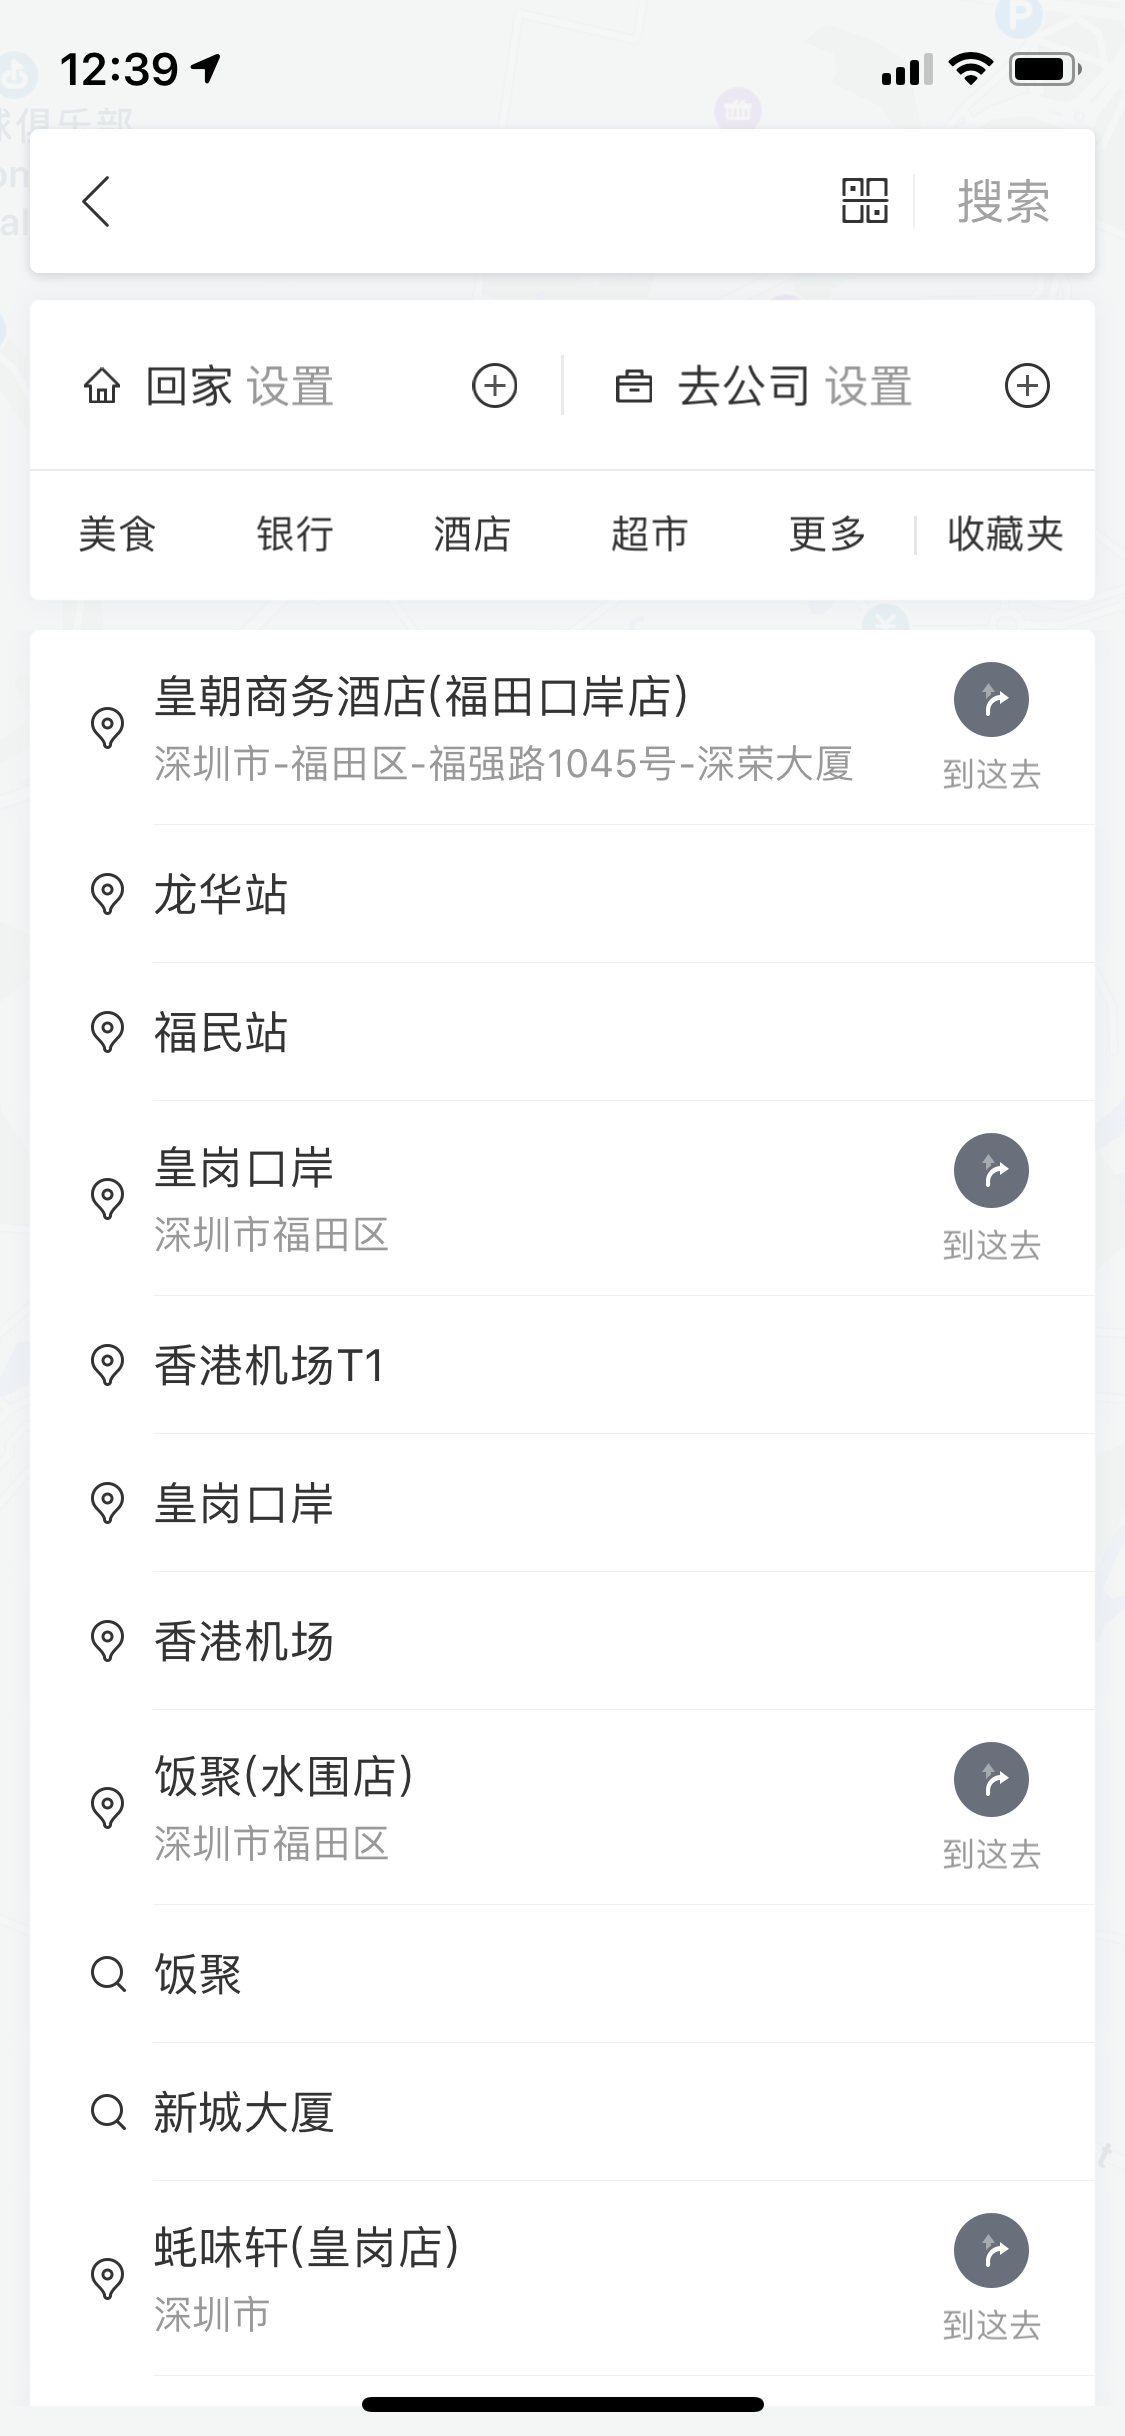 12:39
搜索
回家 设置
去公司 设置
美食 银行 酒店 超市 更多 收藏夹
皇朝商务酒店(福田口岸店)
深圳市-福田区-福强路1045号-深荣大厦
到这去
龙华站
福民站
皇岗口岸
深圳市福田区
到这去
香港机场T1
皇岗口岸
香港机场
饭聚(水围店)
深圳市福田区
到这去
饭聚
新城大厦
蚝味轩(皇岗店)
深圳市
到这去